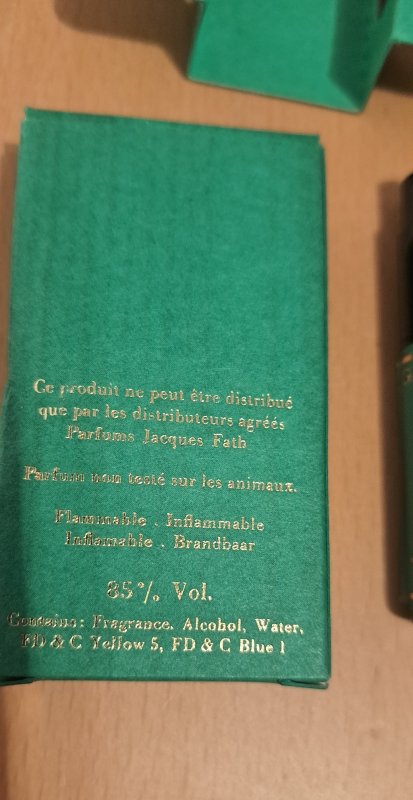 Ce produit ne peut être distribué
que par les distributeurs agréés
Parfums Jacques Fath
Parfum non testé sur les animaux.
Flammable . Inflammable
Inflamable . Brandbaar
85% Vol.
Contains: Fragrance. Alcohol, Water,
FD & C Yellow 5, FD & C Blue 1